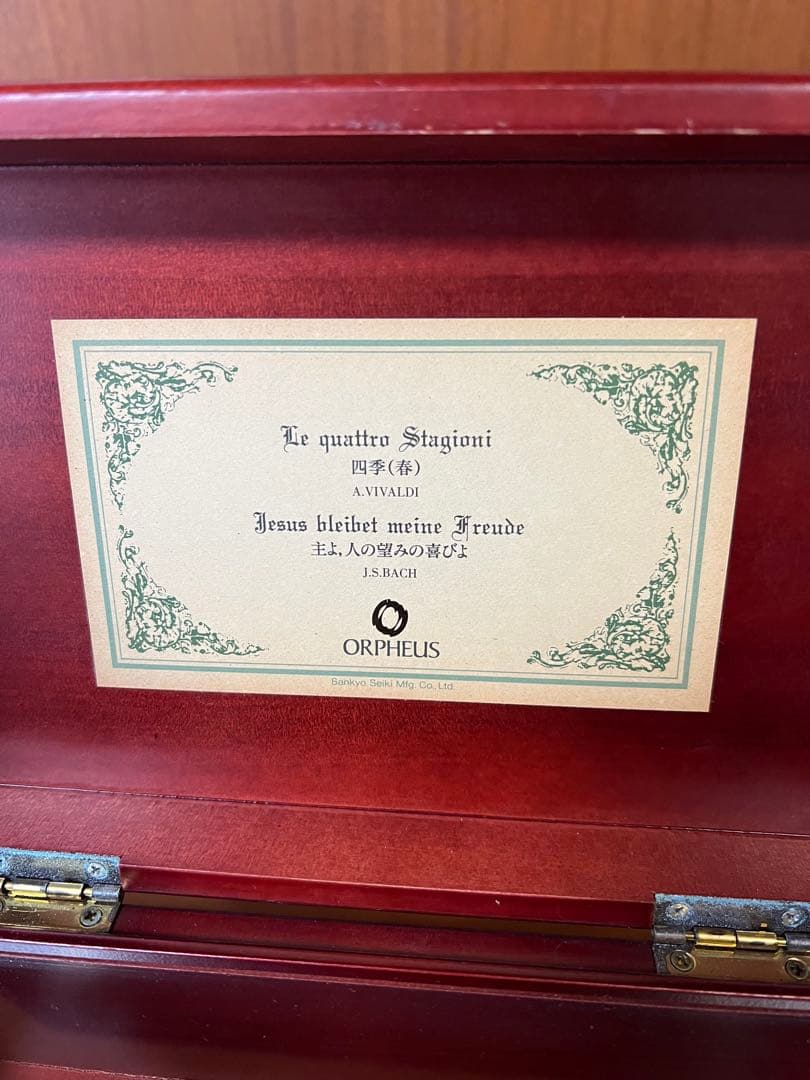 Le quattro Stagioni
四季(春)
A.VIVALDI
Jesus bleibet meine Freude
主よ,人の望みの喜びよ
J.S.BACH
ORPHEUS
Sankyo Seiki Mfg. Co., Ltd.